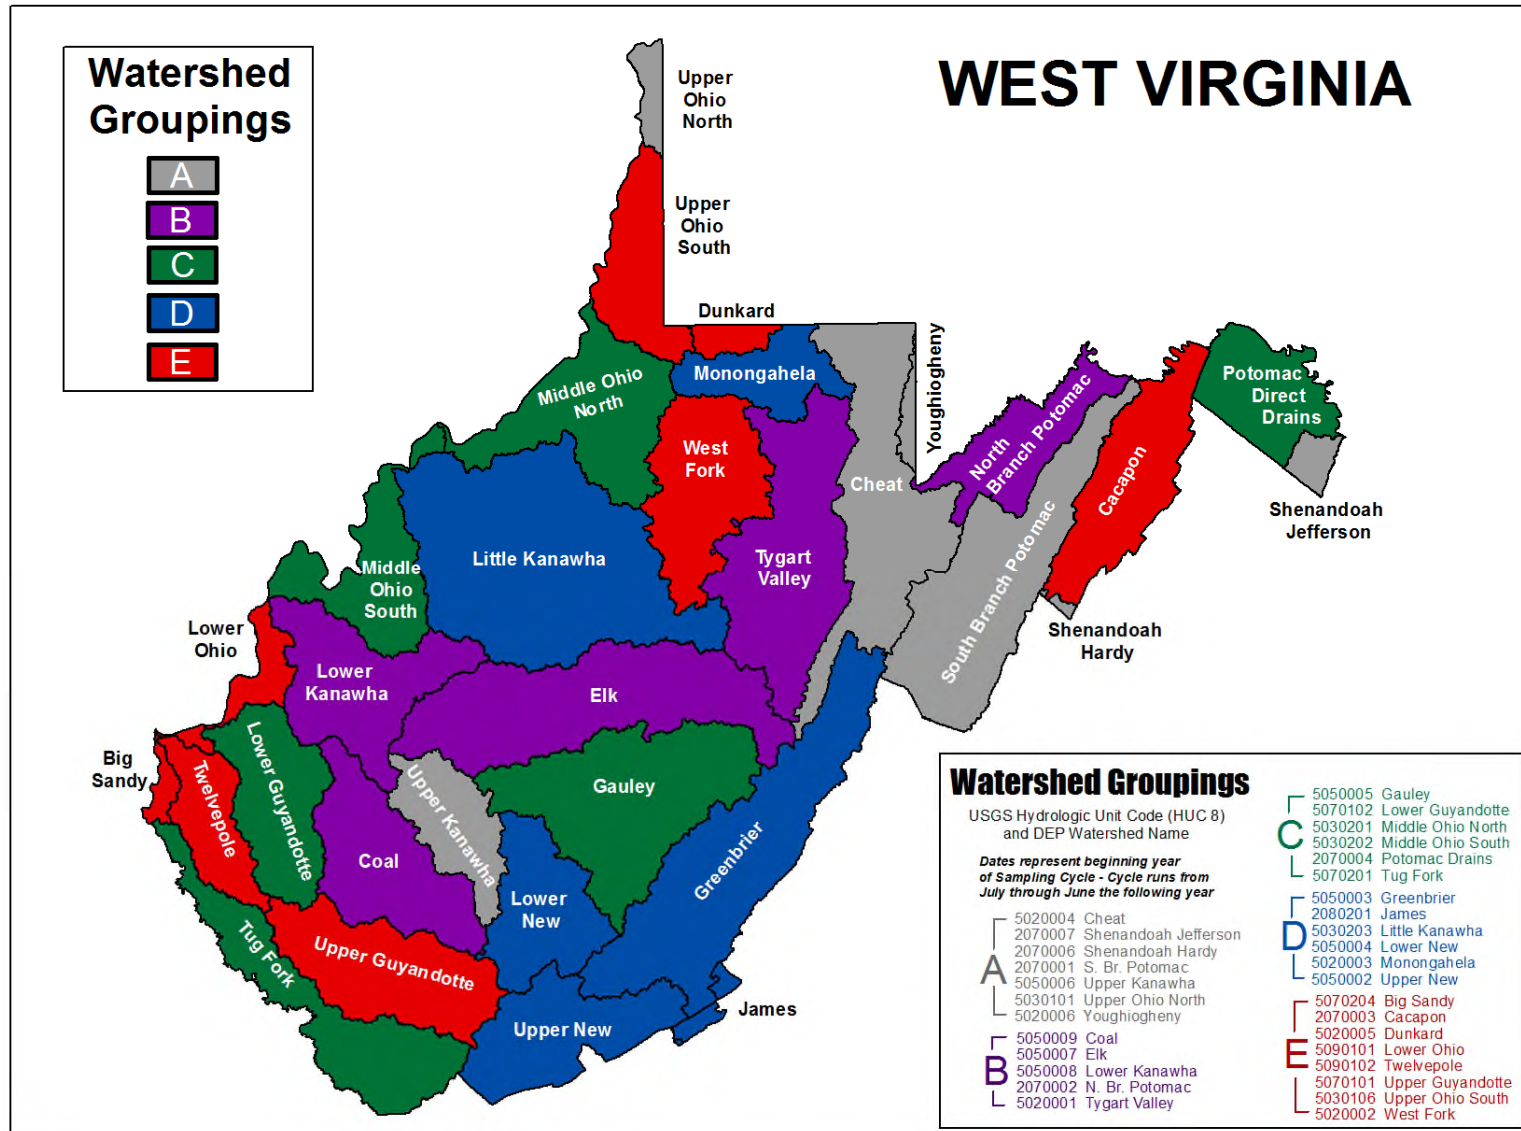 WEST VIRGINIA
Watershed
Groupings
A
B
C
D
E
Upper
Ohio
North
Upper
Ohio
South
Dunkard
Monongahela
Youghiogheny
Middle Ohio
North
West
Fork
Cheat
North
Branch Potomac
South Branch Potomac
Cacapon
Potomac
Direct
Drains
Shenandoah
Jefferson
Shenandoah
Hardy
Little Kanawha
Tygart
Valley
Middle
Ohio
South
Lower
Ohio
Lower
Kanawha
Elk
Big
Sandy
Twelvepole
Lower Guyandotte
Upper Kanawha
Gauley
Coal
Greenbrier
Lower
New
Tug Fork
Upper Guyandotte
Upper New
James
Watershed Groupings
USGS Hydrologic Unit Code (HUC 8)
and DEP Watershed Name
Dates represent beginning year
of Sampling Cycle - Cycle runs from
July through June the following year
A
5020004 Cheat
2070007 Shenandoah Jefferson
2070006 Shenandoah Hardy
2070001 S. Br. Potomac
5050006 Upper Kanawha
5030101 Upper Ohio North
5020006 Youghiogheny
B
5050009 Coal
5050007 Elk
5050008 Lower Kanawha
2070002 N. Br. Potomac
5020001 Tygart Valley
C
5050005 Gauley
5070102 Lower Guyandotte
5030201 Middle Ohio North
5030202 Middle Ohio South
2070004 Potomac Drains
5070201 Tug Fork
D
5050003 Greenbrier
2080201 James
5030203 Little Kanawha
5050004 Lower New
5020003 Monongahela
5050002 Upper New
E
5070204 Big Sandy
2070003 Cacapon
5020005 Dunkard
5090101 Lower Ohio
5090102 Twelvepole
5070101 Upper Guyandotte
5030106 Upper Ohio South
5020002 West Fork